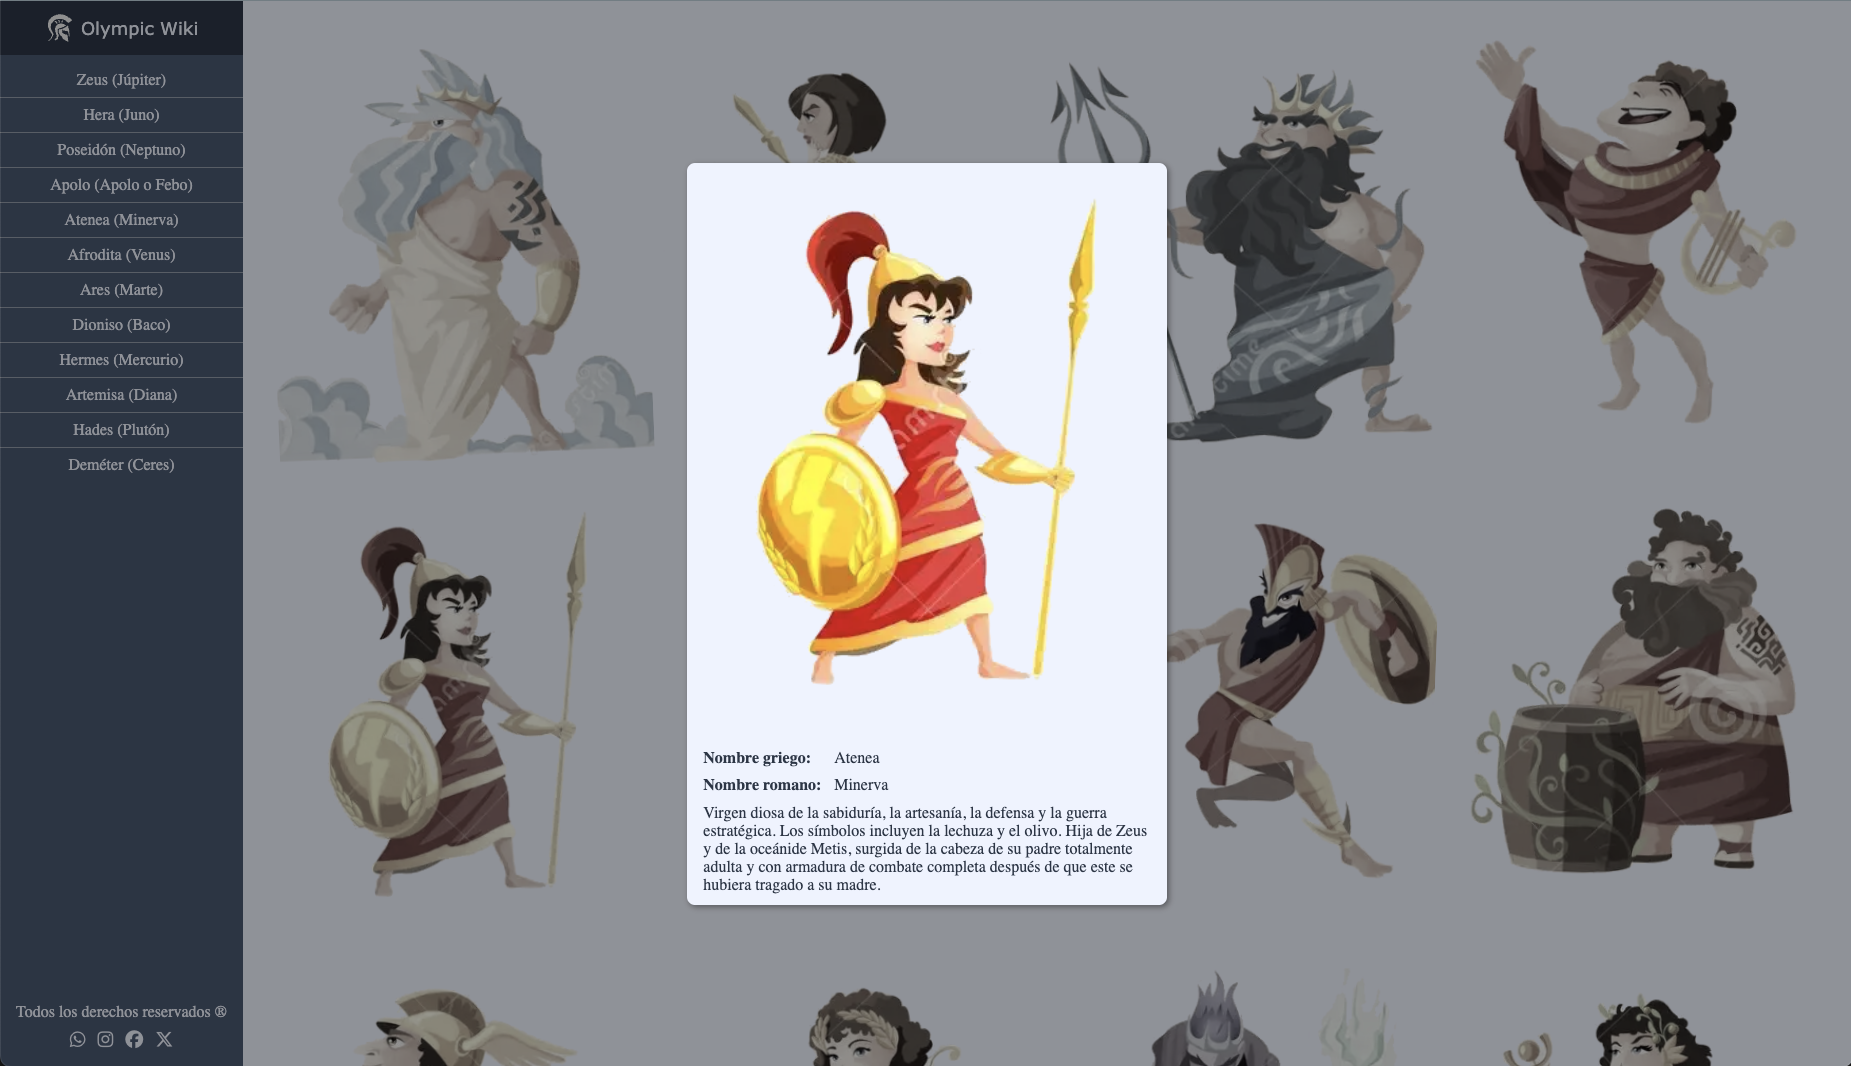 Olympic Wiki
Zeus (Júpiter)
Hera (Juno)
Poseidón (Neptuno)
Apolo (Apolo o Febo)
Atenea (Minerva)
Afrodita (Venus)
Ares (Marte)
Dioniso (Baco)
Hermes (Mercurio)
Artemisa (Diana)
Hades (Plutón)
Deméter (Ceres)
Todos los derechos reservados ®
Nombre griego: Atenea
Nombre romano: Minerva
Virgen diosa de la sabiduría, la artesanía, la defensa y la guerra
estratégica. Los símbolos incluyen la lechuza y el olivo. Hija de Zeus
y de la oceánide Metis, surgida de la cabeza de su padre totalmente
adulta y con armadura de combate completa después de que este se
hubiera tragado a su madre.